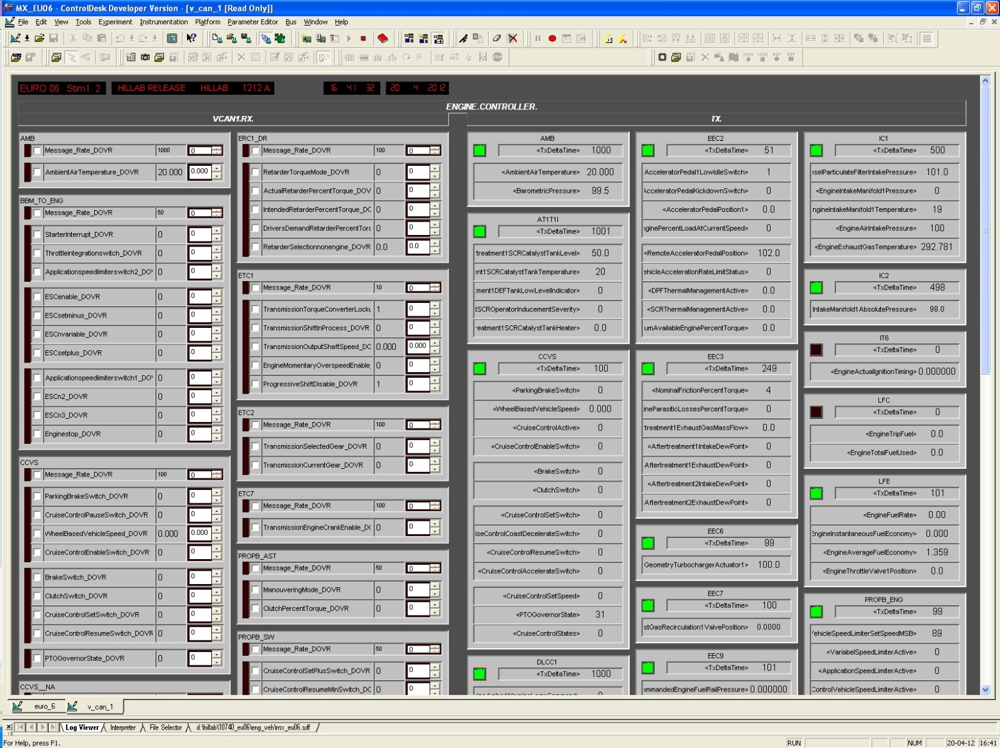 MX_EU06 - ControlDesk Developer Version - [v_can_1 [Read Only]]
File Edit View Tools Experiment Instrumentation Platform Parameter Editor Bus Window Help
EURO 06 Stim1 2 HILLAB RELEASE HILLAB 1212 A 16 41 32 20 4 2012
ENGINE.CONTROLLER.
VCAN1.RX.
TX.
AMB
Message_Rate_DOVR 1000 0
AmbientAirTemperature_DOVR 20.000 0.000
BBM_TO_ENG
Message_Rate_DOVR 50 0
StarterInterrupt_DOVR 0 0
Throttleintegrationswitch_DOVR 0 0
Applicationspeedlimiterswitch2_DO 0 0
ESCenable_DOVR 0 0
ESCsetminus_DOVR 0 0
ESCnvariable_DOVR 0 0
ESCsetplus_DOVR 0 0
Applicationspeedlimiterswitch1_DO 0 0
ESCn2_DOVR 0 0
ESCn3_DOVR 0 0
Enginestop_DOVR 0 0
CCVS
Message_Rate_DOVR 100 0
ParkingBrakeSwitch_DOVR 0 0
CruiseControlPauseSwitch_DOVR 0 0
WheelBasedVehicleSpeed_DOVR 0.000 0.000
CruiseControlEnableSwitch_DOVR 0 0
BrakeSwitch_DOVR 0 0
ClutchSwitch_DOVR 0 0
CruiseControlSetSwitch_DOVR 0 0
CruiseControlResumeSwitch_DOVR 0 0
PTOGovernorState_DOVR 0 0
CCVS__NA
ERC1_DR
Message_Rate_DOVR 100 0
RetarderTorqueMode_DOVR 0 0
ActualRetarderPercentTorque_DOV 0 0
IntendedRetarderPercentTorque_DC 0 0
DriversDemandRetarderPercentTorc 0 0
RetarderSelectionnonengine_DOVR 0.0 0.0
ETC1
Message_Rate_DOVR 10 0
TransmissionTorqueConverterLocku 1 0
TransmissionShiftInProcess_DOVR 0 0
TransmissionOutputShaftSpeed_DC 0.000 0.000
EngineMomentaryOverspeedEnable_ 0 0
ProgressiveShiftDisable_DOVR 1 0
ETC2
Message_Rate_DOVR 100 0
TransmissionSelectedGear_DOVR 0 0
TransmissionCurrentGear_DOVR 0 0
ETC7
Message_Rate_DOVR 100 0
TransmissionEngineCrankEnable_DC 0 0
PROPB_AST
Message_Rate_DOVR 50 0
ManouveringMode_DOVR 0 0
ClutchPercentTorque_DOVR 0 0
PROPB_SW
Message_Rate_DOVR 50 0
CruiseControlSetPlusSwitch_DOVR 0 0
CruiseControlResumeMinSwitch_DC 0 0
AMB
<TxDeltaTime> 1000
<AmbientAirTemperature> 20.000
<BarometricPressure> 99.5
AT1T1I
<TxDeltaTime> 1001
treatment1SCRCatalystTankLevel> 50.0
nt1SCRCatalystTankTemperature> 20
ment1DEFTankLowLevelIndicator> 0
tSCROperatorInducementSeverity> 0
eatment1SCRCatalystTankHeater> 0.0
CCVS
<TxDeltaTime> 100
<ParkingBrakeSwitch> 0
<WheelBasedVehicleSpeed> 0.000
<CruiseControlActive> 0
<CruiseControlEnableSwitch> 0
<BrakeSwitch> 0
<ClutchSwitch> 0
<CruiseControlSetSwitch> 0
iseControlCoastDecelerateSwitch> 0
<CruiseControlResumeSwitch> 0
<CruiseControlAccelerateSwitch> 0
<CruiseControlSetSpeed> 0
<PTOGovernorState> 31
<CruiseControlStates> 0
DLCC1
<TxDeltaTime> 1000
EEC2
<TxDeltaTime> 51
AcceleratorPedal1LowIdleSwitch> 1
AcceleratorPedalKickdownSwitch> 0
<AcceleratorPedalPosition1> 0.0
ginePercentLoadAtCurrentSpeed> 0
<RemoteAcceleratorPedalPosition> 102.0
ehicleAccelerationRateLimitStatus> 0
<DPFThermalManagementActive> 0.0
<SCRThermalManagementActive> 0.0
umAvailableEnginePercentTorque> 0.0
EEC3
<TxDeltaTime> 249
<NominalFrictionPercentTorque> 4
ineParasiticLossesPercentTorque> 0
treatment1ExhaustGasMassFlow> 0.0
<Aftertreatment1IntakeDewPoint> 0
Aftertreatment1ExhaustDewPoint> 0
<Aftertreatment2IntakeDewPoint> 0
Aftertreatment2ExhaustDewPoint> 0
EEC6
<TxDeltaTime> 99
GeometryTurbochargerActuator1> 100.0
EEC7
<TxDeltaTime> 100
stGasRecirculation1ValvePosition> 0.0000
EEC9
<TxDeltaTime> 101
mmandedEngineFuelRailPressure> 0.000000
IC1
<TxDeltaTime> 500
eselParticulateFilterIntakePressure> 101.0
<EngineIntakeManifold1Pressure> 0
ngineIntakeManifold1Temperature> 19
<EngineAirIntakePressure> 100
<EngineExhaustGasTemperature> 292.781
IC2
<TxDeltaTime> 498
IntakeManifold1AbsolutePressure> 98.0
IT6
<TxDeltaTime> 0
<EngineActualIgnitionTiming> 0.000000
LFC
<TxDeltaTime> 0
<EngineTripFuel> 0.0
<EngineTotalFuelUsed> 0.0
LFE
<TxDeltaTime> 101
<EngineFuelRate> 0.00
EngineInstantaneousFuelEconomy> 0.000
<EngineAverageFuelEconomy> 1.359
<EngineThrottleValve1Position> 0.0
PROPB_ENG
<TxDeltaTime> 99
VehicleSpeedLimiterSetSpeedMSB> 89
<VariabelSpeedLimiterActive> 0
<ApplicationSpeedLimiterActive> 0
ControlVehicleSpeedLimiterActive> 0
euro_6 v_can_1
Log Viewer Interpreter File Selector d:\hillab\10740_eu06\eng_veh\mx_eu06.sdf
For Help, press F1. RUN NUM 20-04-12 16:41